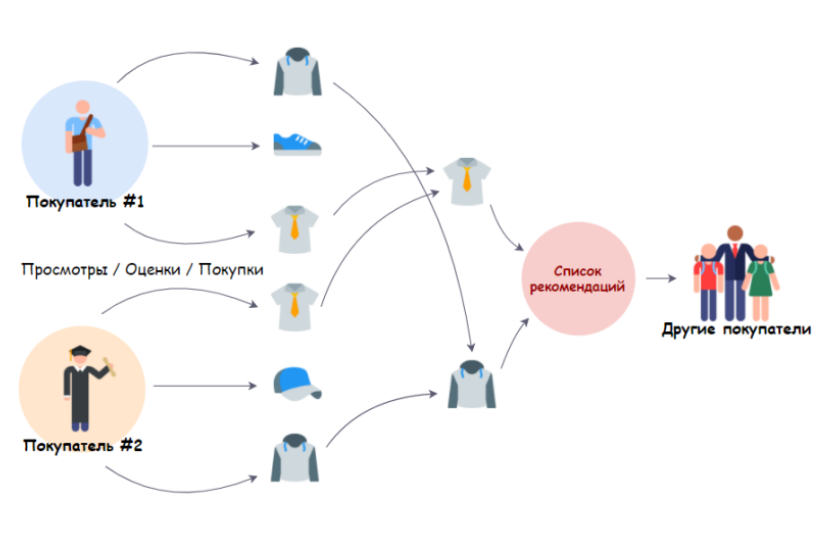 Покупатель #1
Просмотры / Оценки / Покупки
Покупатель #2
Список
рекомендаций
Другие покупатели